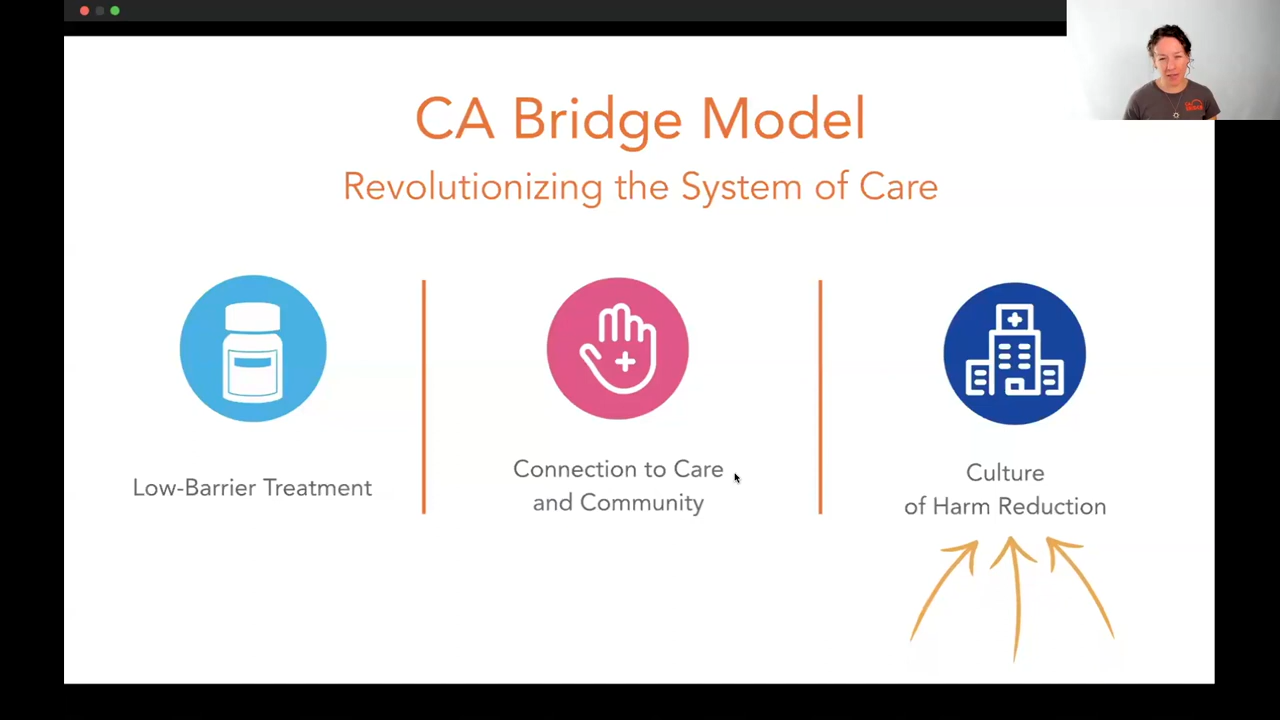 CA Bridge Model
Revolutionizing the System of Care
Low-Barrier Treatment
Connection to Care
and Community
Culture
of Harm Reduction